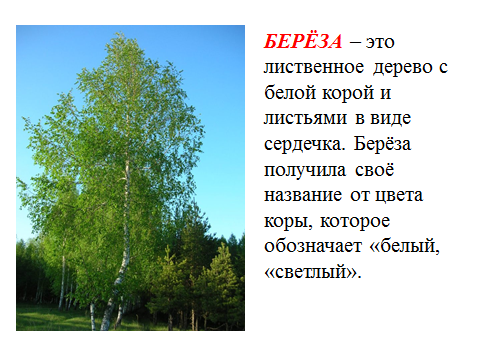 БЕРЁЗА – это
лиственное дерево с
белой корой и
листьями в виде
сердечка. Берёза
получила своё
название от цвета
коры, которое
обозначает «белый,
«светлый».